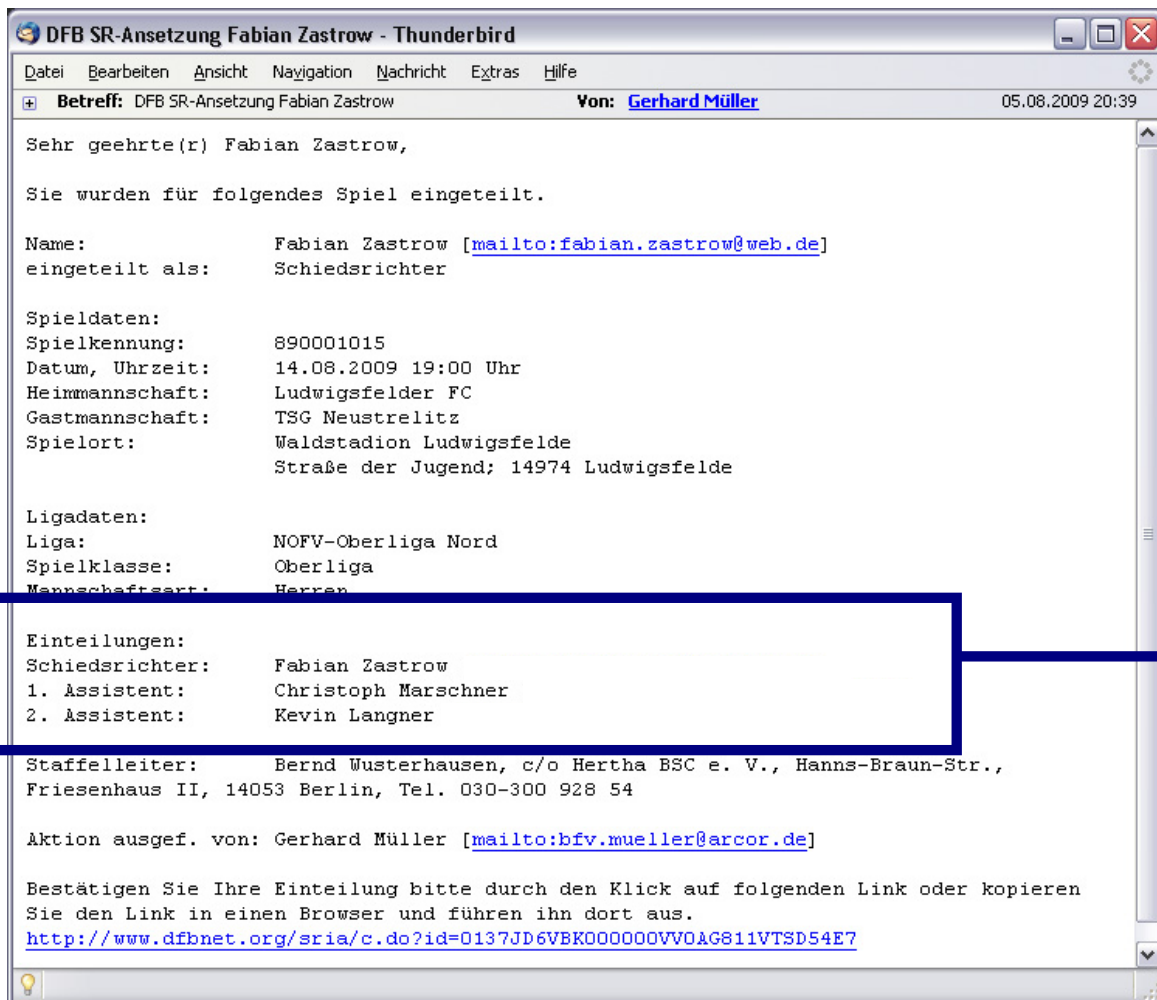 DFB SR-Ansetzung Fabian Zastrow - Thunderbird
Datei Bearbeiten Ansicht Navigation Nachricht Extras Hilfe
Betreff: DFB SR-Ansetzung Fabian Zastrow Von: Gerhard Müller 05.08.2009 20:39
Sehr geehrte(r) Fabian Zastrow,
Sie wurden für folgendes Spiel eingeteilt.
Name: Fabian Zastrow [mailto:fabian.zastrow@web.de]
eingeteilt als: Schiedsrichter
Spieldaten:
Spielkennung: 890001015
Datum, Uhrzeit: 14.08.2009 19:00 Uhr
Heimmannschaft: Ludwigsfelder FC
Gastmannschaft: TSG Neustrelitz
Spielort: Waldstadion Ludwigsfelde
Straße der Jugend; 14974 Ludwigsfelde
Ligadaten:
Liga: NOFV-Oberliga Nord
Spielklasse: Oberliga
Mannschaftsart: Herren
Einteilungen:
Schiedsrichter: Fabian Zastrow
1. Assistent: Christoph Marschner
2. Assistent: Kevin Langner
Staffelleiter: Bernd Wusterhausen, c/o Hertha BSC e. V., Hanns-Braun-Str.,
Friesenhaus II, 14053 Berlin, Tel. 030-300 928 54
Aktion ausgef. von: Gerhard Müller [mailto:bfv.mueller@arcor.de]
Bestätigen Sie Ihre Einteilung bitte durch den Klick auf folgenden Link oder kopieren
Sie den Link in einen Browser und führen ihn dort aus.
http://www.dfbnet.org/sria/c.do?id=0137JD6VBK000000VV0AG811VTSD54E7